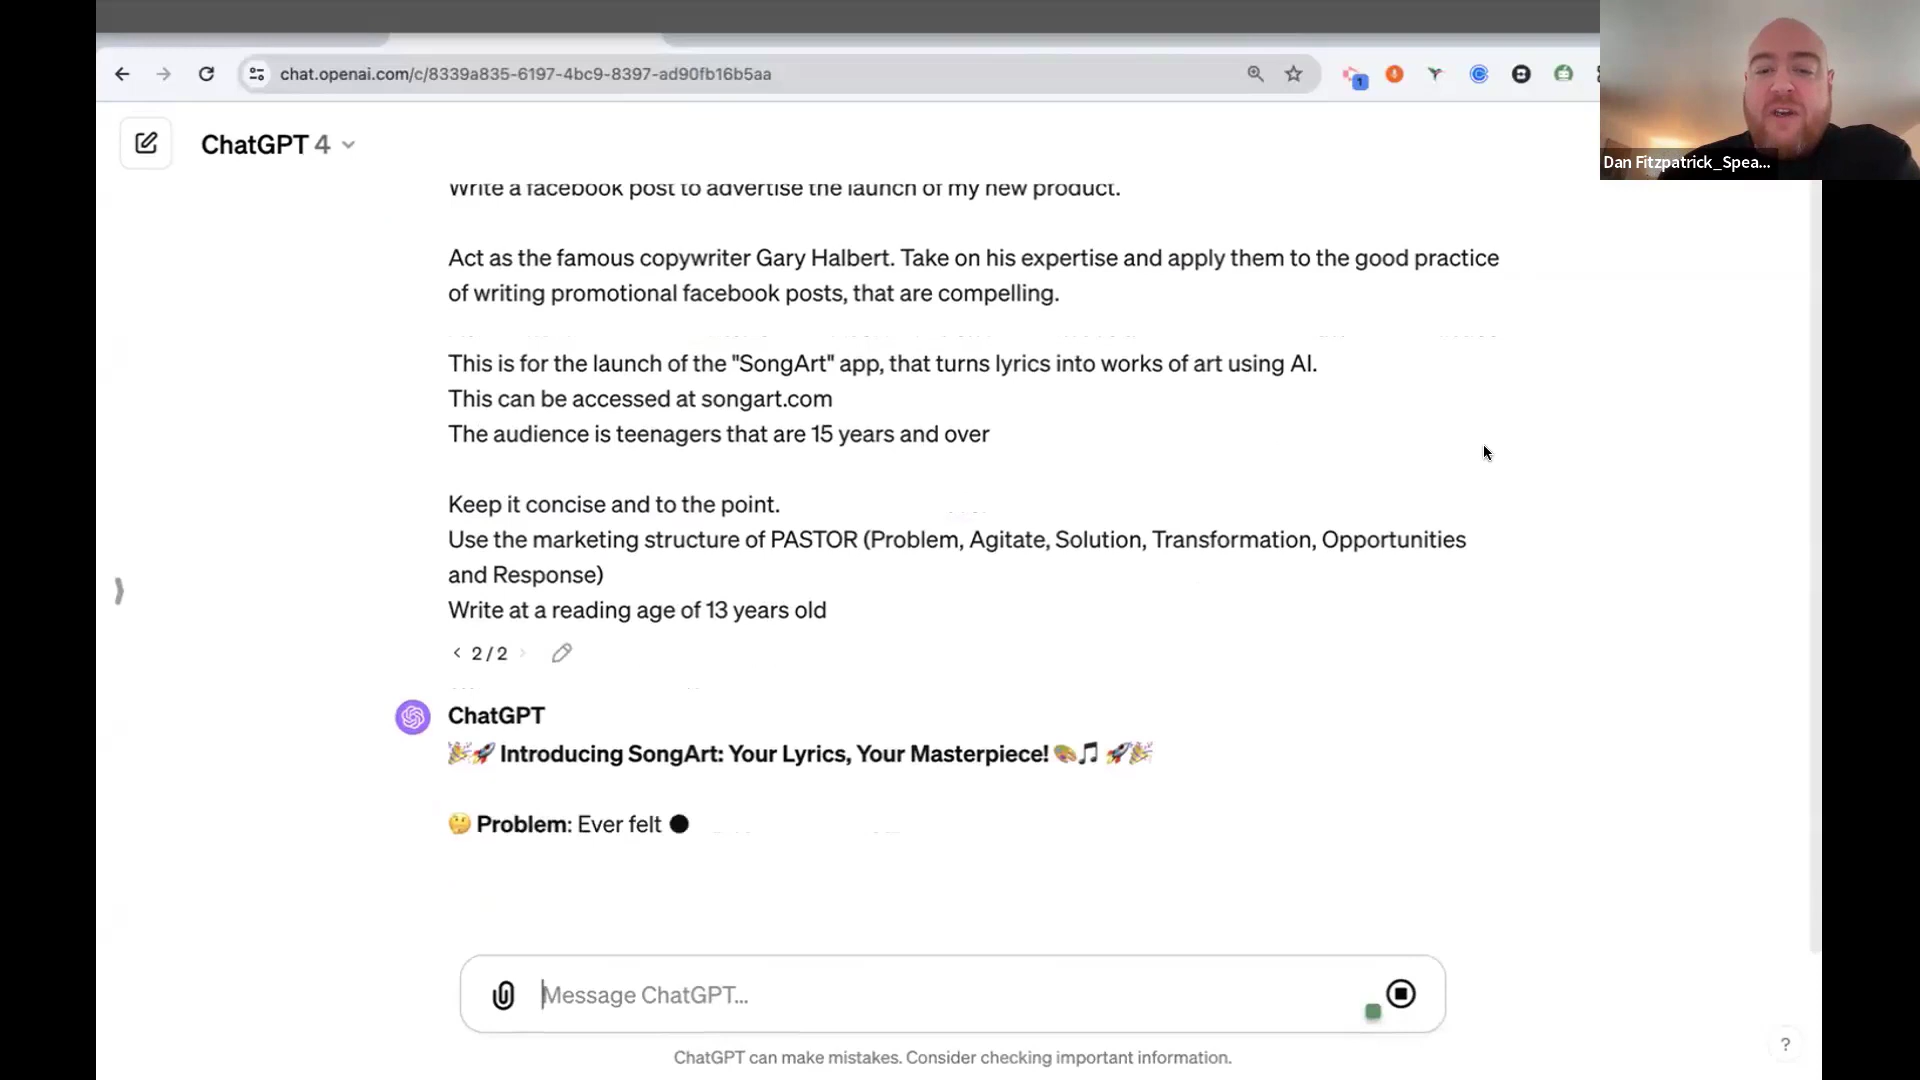 chat.openai.com/c/8339a835-6197-4bc9-8397-ad90fb16b5aa
1
Dan Fitzpatrick_Spea...
ChatGPT 4
Write a facebook post to advertise the launch of my new product.
Act as the famous copywriter Gary Halbert. Take on his expertise and apply them to the good practice
of writing promotional facebook posts, that are compelling.
This is for the launch of the "SongArt" app, that turns lyrics into works of art using AI.
This can be accessed at songart.com
The audience is teenagers that are 15 years and over
Keep it concise and to the point.
Use the marketing structure of PASTOR (Problem, Agitate, Solution, Transformation, Opportunities
and Response)
Write at a reading age of 13 years old
2 / 2
ChatGPT
🎉🚀 Introducing SongArt: Your Lyrics, Your Masterpiece! 🎨🎵 🚀🎉
🤔 Problem: Ever felt
Message ChatGPT...
ChatGPT can make mistakes. Consider checking important information.
?